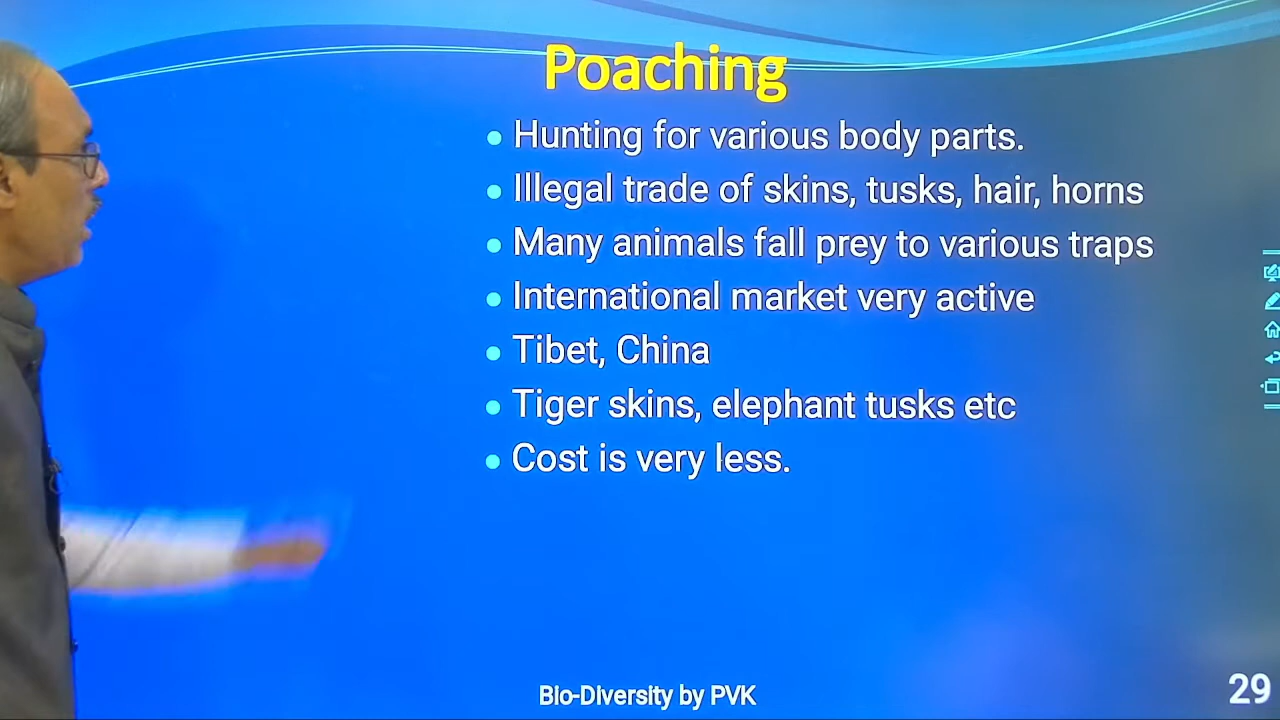 Poaching
Hunting for various body parts.
Illegal trade of skins, tusks, hair, horns
Many animals fall prey to various traps
International market very active
Tibet, China
Tiger skins, elephant tusks etc
Cost is very less.
Bio-Diversity by PVK
29